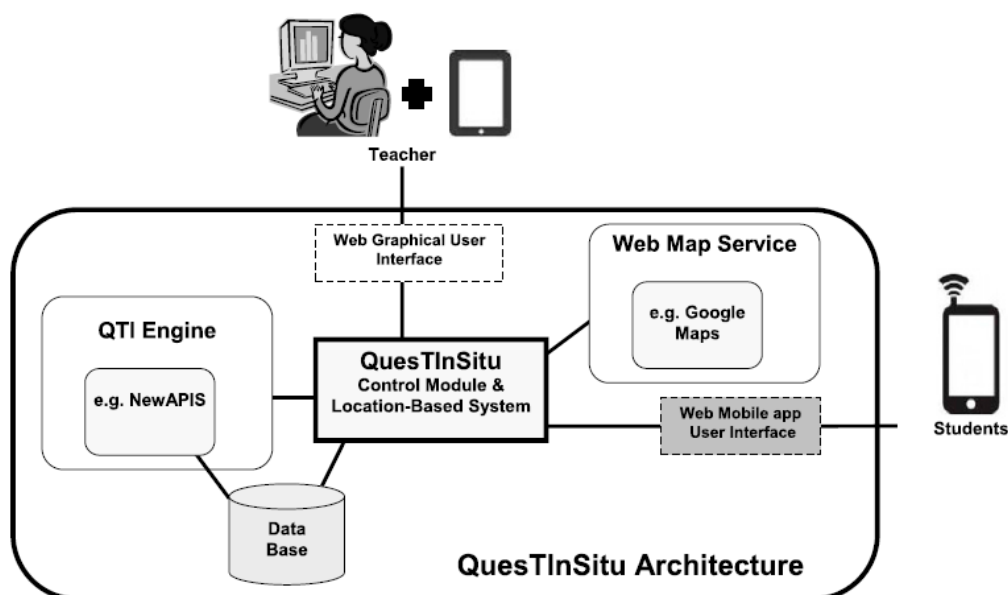 Teacher
Web Graphical User
Interface
Web Map Service
e.g. Google
Maps
QTI Engine
e.g. NewAPIS
QuesTInSitu
Control Module &
Location-Based System
Web Mobile app
User Interface
Students
Data
Base
QuesTInSitu Architecture